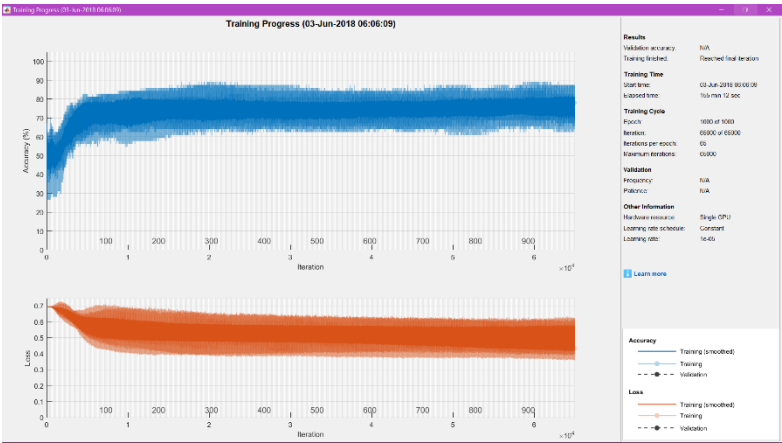 Training Progress (03-Jun-2018 06:06:09)
Training Progress (03-Jun-2018 06:06:09)
100
90
80
70
60
50
40
30
20
10
0
Accuracy (%)
100 200 300 400 500 600 700 800 900
0 1 2 3 4 5 6
Iteration
×10⁴
0.7
0.6
0.5
0.4
0.3
0.2
0.1
0
Loss
100 200 300 400 500 600 700 800 900
0 1 2 3 4 5 6
Iteration
×10⁴
Results
Validation accuracy: N/A
Training finished: Reached final iteration
Training Time
Start time: 03-Jun-2018 06:06:09
Elapsed time: 155 min 12 sec
Training Cycle
Epoch: 1000 of 1000
Iteration: 65000 of 65000
Iterations per epoch: 65
Maximum iterations: 65000
Validation
Frequency: N/A
Patience: N/A
Other Information
Hardware resource: Single GPU
Learning rate schedule: Constant
Learning rate: 1e-05
Learn more
Accuracy
Training (smoothed)
Training
Validation
Loss
Training (smoothed)
Training
Validation